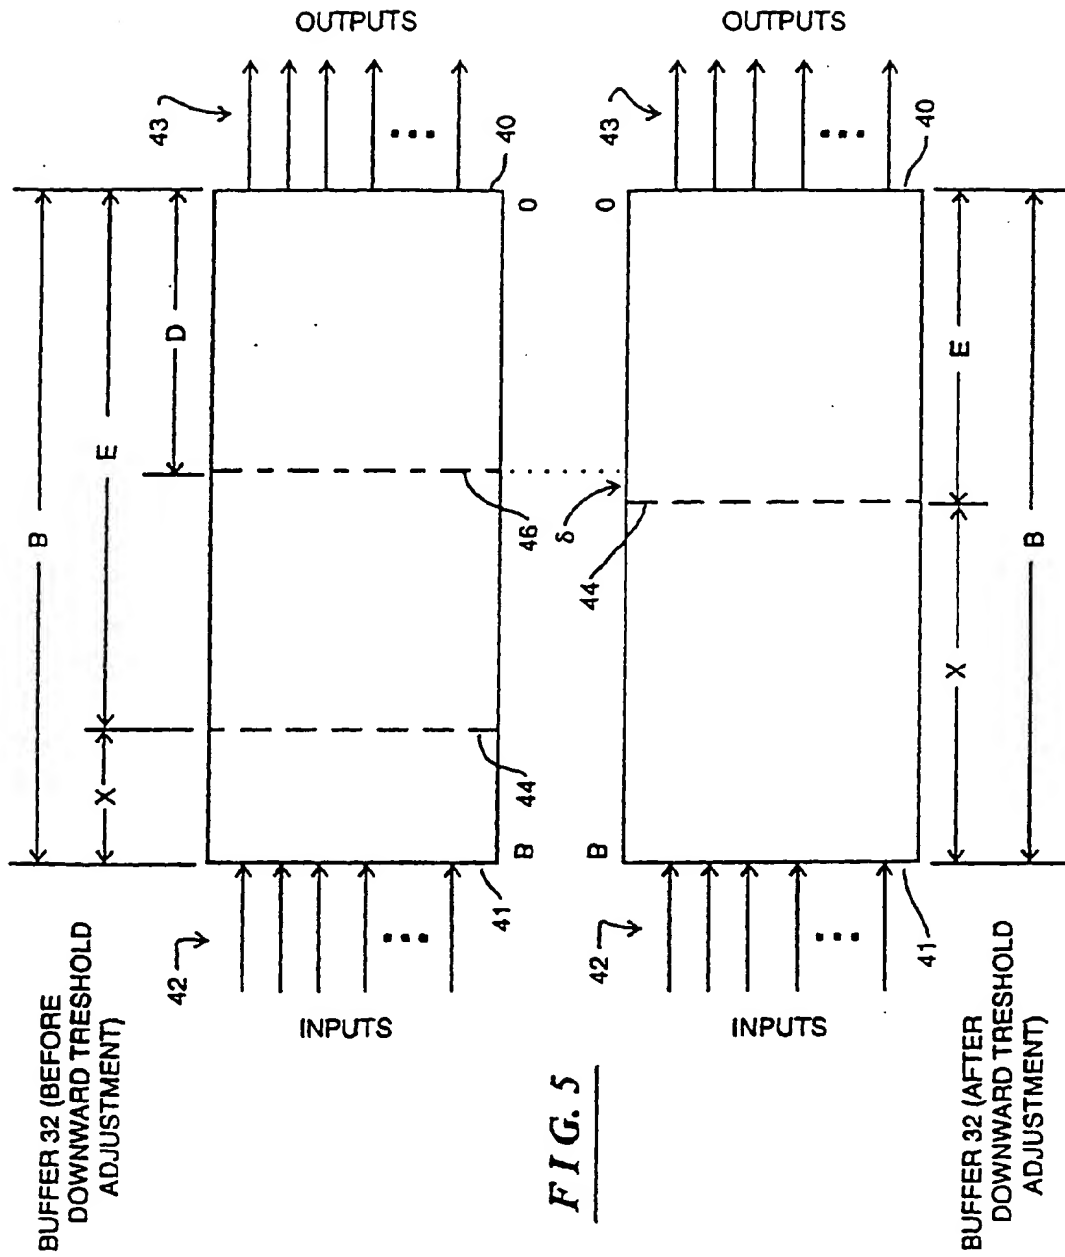 BUFFER 32 (BEFORE
DOWNWARD TRESHOLD
ADJUSTMENT)
B
X
E
D
42
INPUTS
43
OUTPUTS
41
B
44
46
0
40
FIG. 5
B
44
δ
0
42
INPUTS
43
OUTPUTS
41
40
X
E
B
BUFFER 32 (AFTER
DOWNWARD TRESHOLD
ADJUSTMENT)